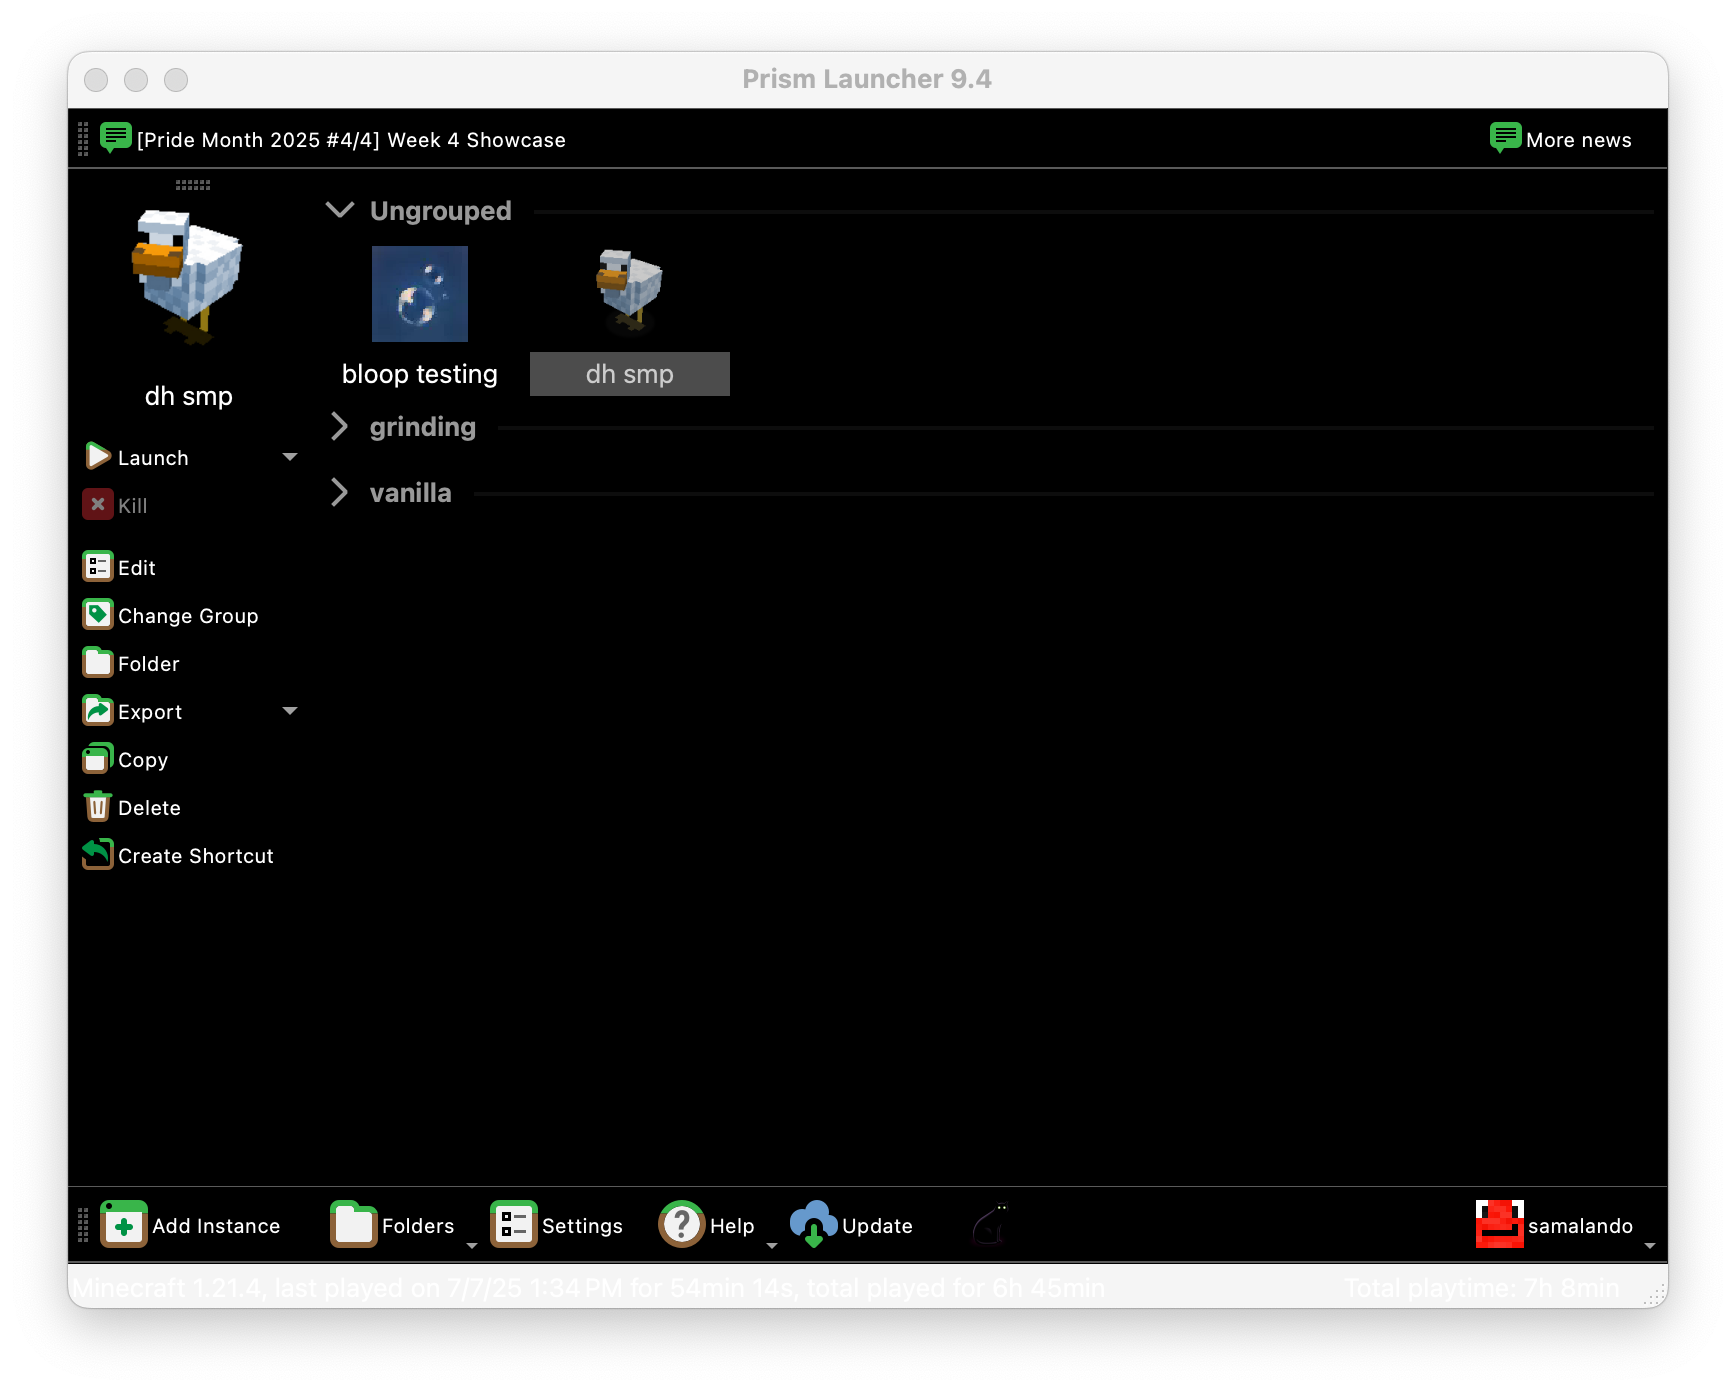 Prism Launcher 9.4
[Pride Month 2025 #4/4] Week 4 Showcase
More news
dh smp
Launch
Kill
Edit
Change Group
Folder
Export
Copy
Delete
Create Shortcut
Ungrouped
bloop testing
dh smp
grinding
vanilla
Add Instance
Folders
Settings
Help
Update
samalando
Minecraft 1.21.4, last played on 7/7/25 1:34 PM for 54min 14s, total played for 6h 45min
Total playtime: 7h 8min